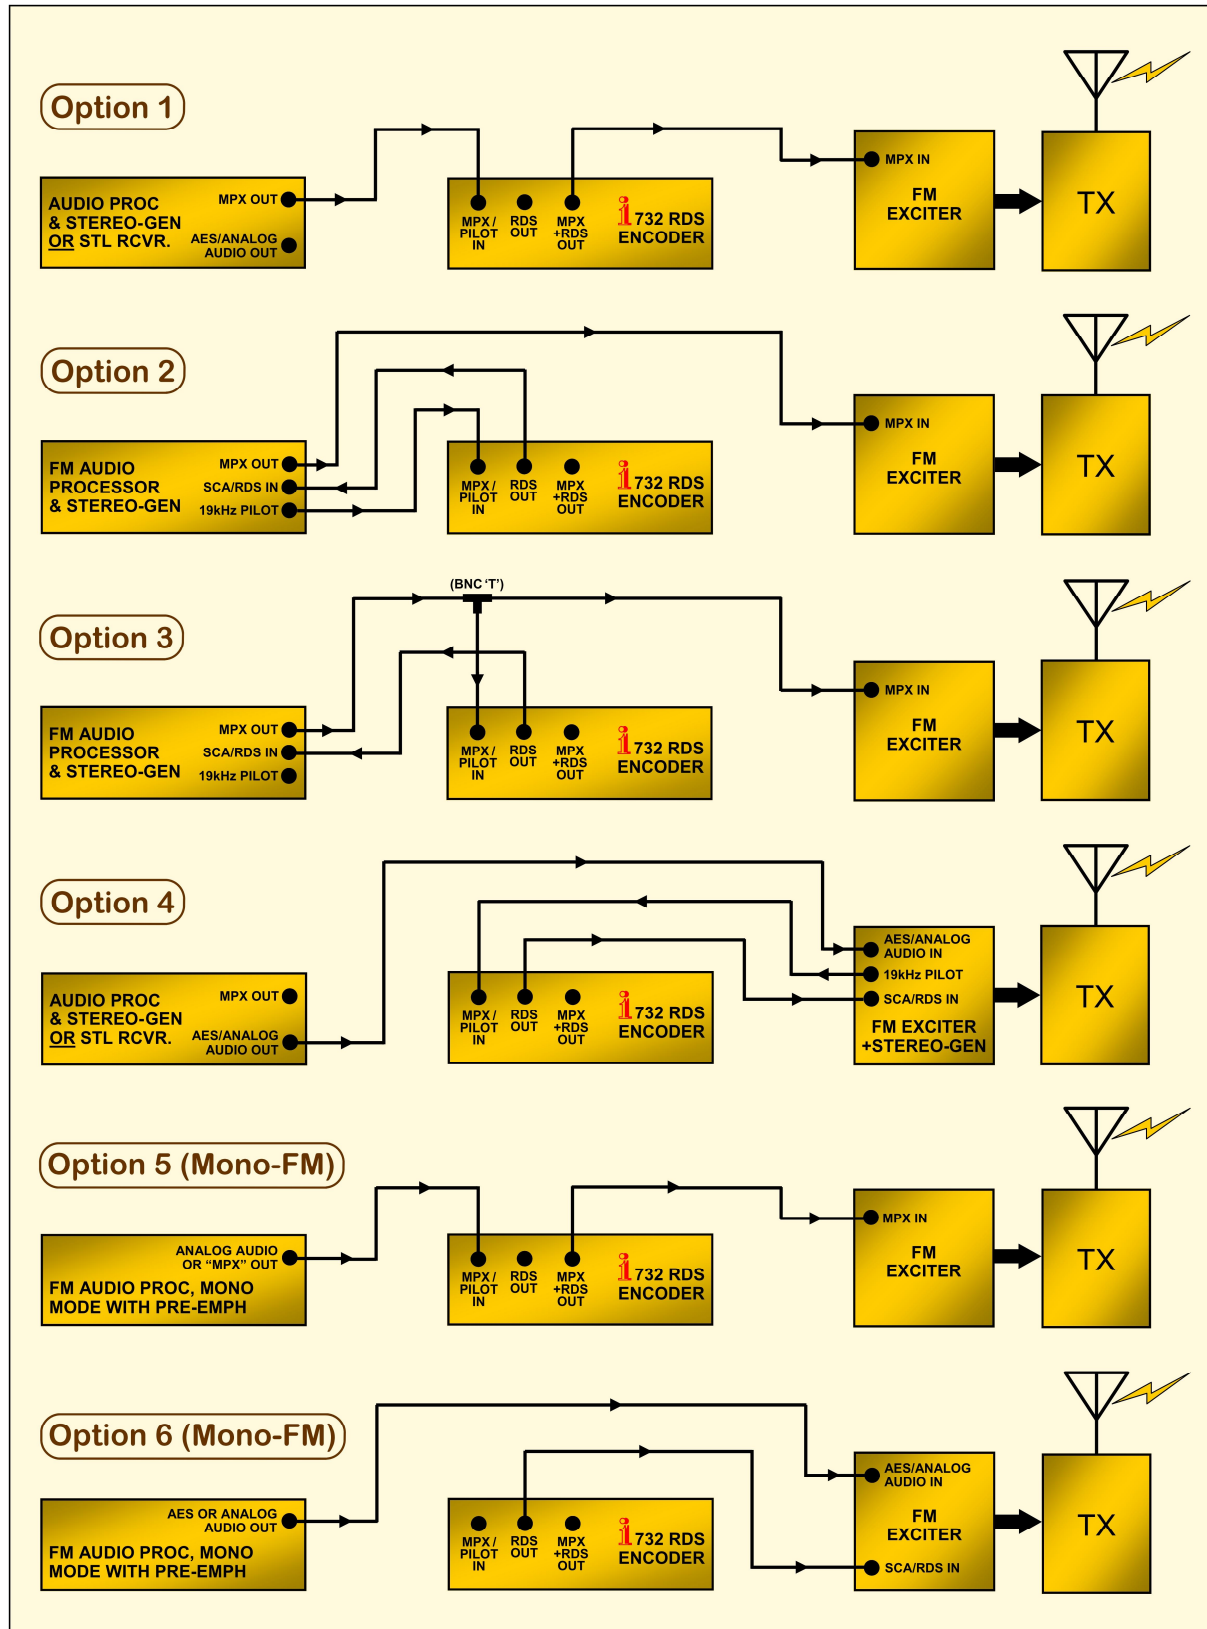 Option 1
AUDIO PROC
& STEREO-GEN
OR STL RCVR.
MPX OUT
AES/ANALOG
AUDIO OUT
MPX /
PILOT
IN
RDS
OUT
MPX
+RDS
OUT
i732 RDS
ENCODER
MPX IN
FM
EXCITER
TX
Option 2
FM AUDIO
PROCESSOR
& STEREO-GEN
MPX OUT
SCA/RDS IN
19kHz PILOT
MPX /
PILOT
IN
RDS
OUT
MPX
+RDS
OUT
i732 RDS
ENCODER
MPX IN
FM
EXCITER
TX
Option 3
(BNC 'T')
FM AUDIO
PROCESSOR
& STEREO-GEN
MPX OUT
SCA/RDS IN
19kHz PILOT
MPX /
PILOT
IN
RDS
OUT
MPX
+RDS
OUT
i732 RDS
ENCODER
MPX IN
FM
EXCITER
TX
Option 4
AUDIO PROC
& STEREO-GEN
OR STL RCVR.
MPX OUT
AES/ANALOG
AUDIO OUT
MPX /
PILOT
IN
RDS
OUT
MPX
+RDS
OUT
i732 RDS
ENCODER
AES/ANALOG
AUDIO IN
19kHz PILOT
SCA/RDS IN
FM EXCITER
+STEREO-GEN
TX
Option 5 (Mono-FM)
ANALOG AUDIO
OR “MPX” OUT
FM AUDIO PROC, MONO
MODE WITH PRE-EMPH
MPX /
PILOT
IN
RDS
OUT
MPX
+RDS
OUT
i732 RDS
ENCODER
MPX IN
FM
EXCITER
TX
Option 6 (Mono-FM)
AES OR ANALOG
AUDIO OUT
FM AUDIO PROC, MONO
MODE WITH PRE-EMPH
MPX /
PILOT
IN
RDS
OUT
MPX
+RDS
OUT
i732 RDS
ENCODER
AES/ANALOG
AUDIO IN
FM
EXCITER
SCA/RDS IN
TX